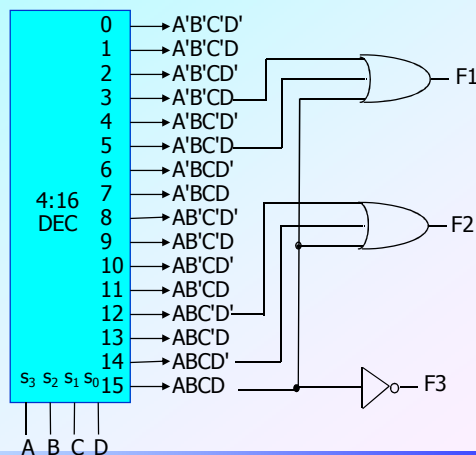 0 A'B'C'D'
1 A'B'C'D
2 A'B'CD'
3 A'B'CD
4 A'BC'D'
5 A'BC'D
6 A'BCD'
7 A'BCD
4:16
DEC
8 AB'C'D'
9 AB'C'D
10 AB'CD'
11 AB'CD
12 ABC'D'
13 ABC'D
14 ABCD'
15 ABCD
S3 S2 S1 S0
A B C D
F1
F2
F3